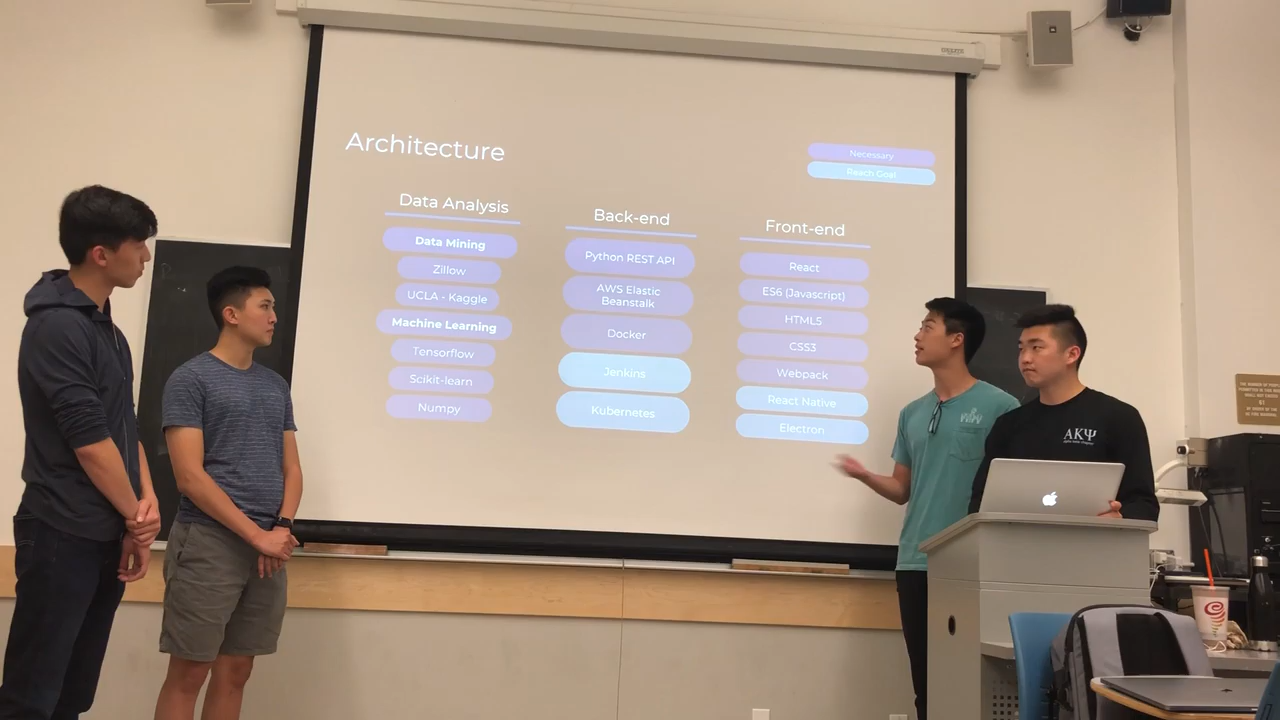 Architecture
Necessary
Reach Goal
Data Analysis
Data Mining
Zillow
UCLA - Kaggle
Machine Learning
Tensorflow
Scikit-learn
Numpy
Back-end
Python REST API
AWS Elastic
Beanstalk
Docker
Jenkins
Kubernetes
Front-end
React
ES6 (Javascript)
HTML5
CSS3
Webpack
React Native
Electron
ΑΚΨ